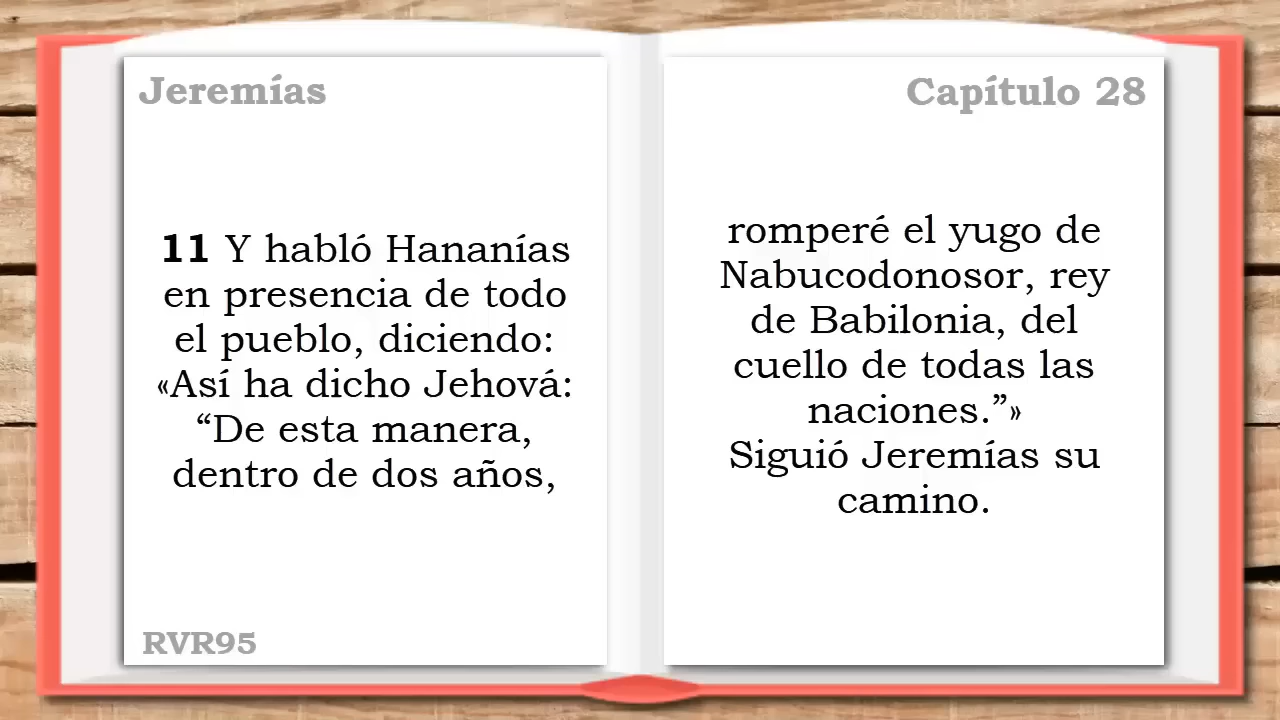 Jeremías
11 Y habló Hananías
en presencia de todo
el pueblo, diciendo:
«Así ha dicho Jehová:
“De esta manera,
dentro de dos años,
RVR95
Capítulo 28
romperé el yugo de
Nabucodonosor, rey
de Babilonia, del
cuello de todas las
naciones.”»
Siguió Jeremías su
camino.